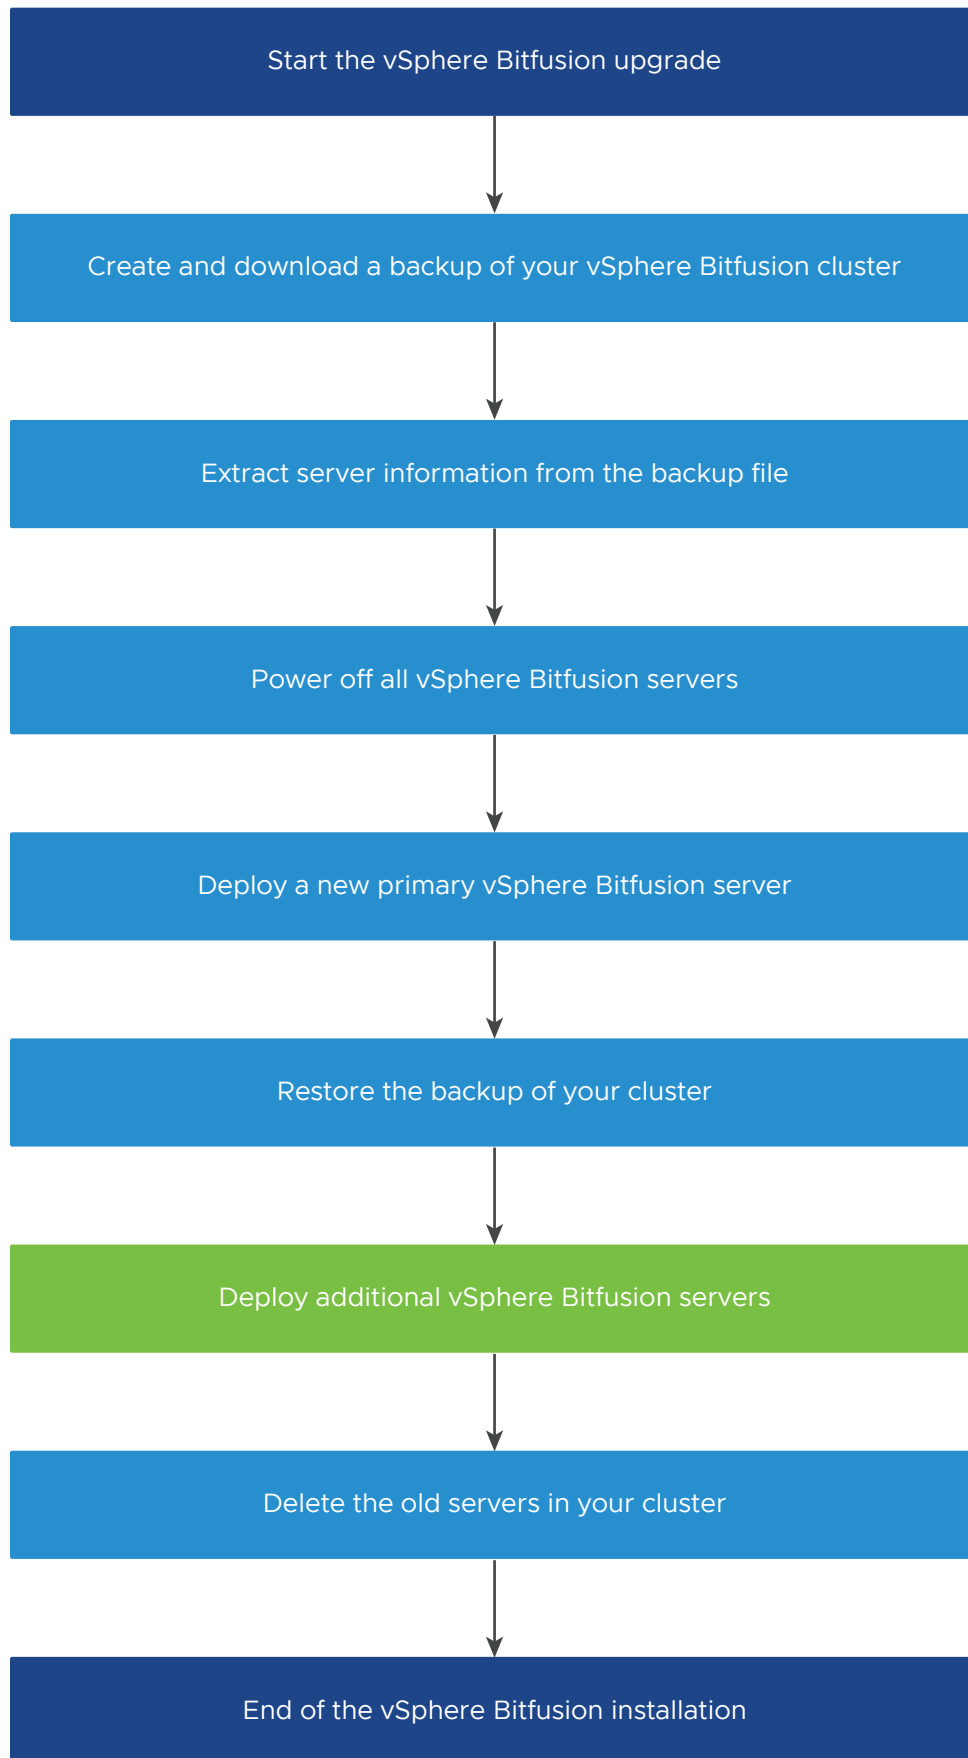 Start the vSphere Bitfusion upgrade
Create and download a backup of your vSphere Bitfusion cluster
Extract server information from the backup file
Power off all vSphere Bitfusion servers
Deploy a new primary vSphere Bitfusion server
Restore the backup of your cluster
Deploy additional vSphere Bitfusion servers
Delete the old servers in your cluster
End of the vSphere Bitfusion installation